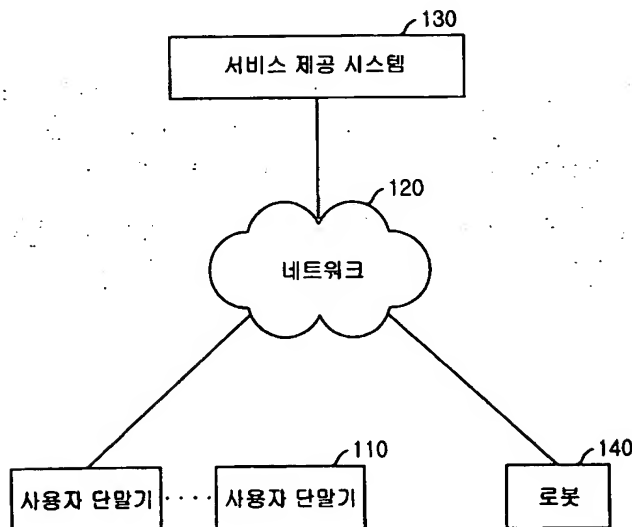 130
서비스 제공 시스템
120
네트워크
110
140
사용자 단말기 사용자 단말기
로봇